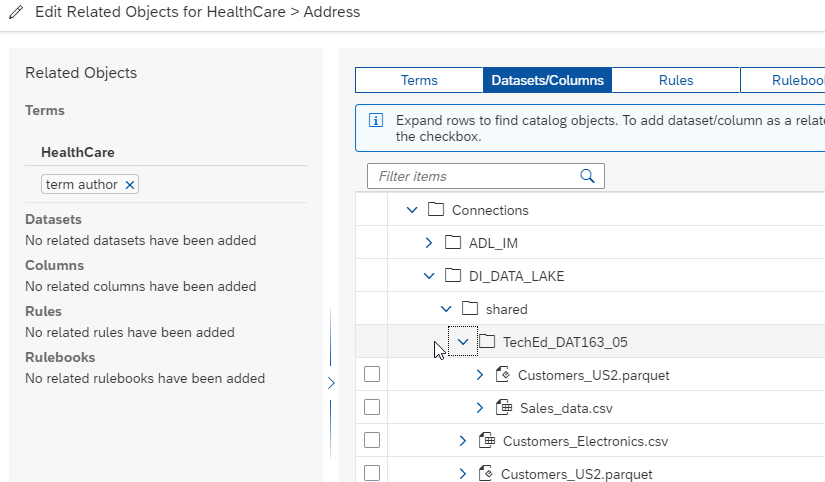 Edit Related Objects for HealthCare > Address
Related Objects
Terms
HealthCare
term author
Datasets
No related datasets have been added
Columns
No related columns have been added
Rules
No related rules have been added
Rulebooks
No related rulebooks have been added
Terms
Datasets/Columns
Rules
Expand rows to find catalog objects. To add dataset/column as a
the checkbox.
Filter items
Connections
ADL_IM
DI_DATA_LAKE
shared
TechEd_DAT163_05
Customers_US2.parquet
Sales_data.csv
Customers_Electronics.csv
Customers_US2.parquet